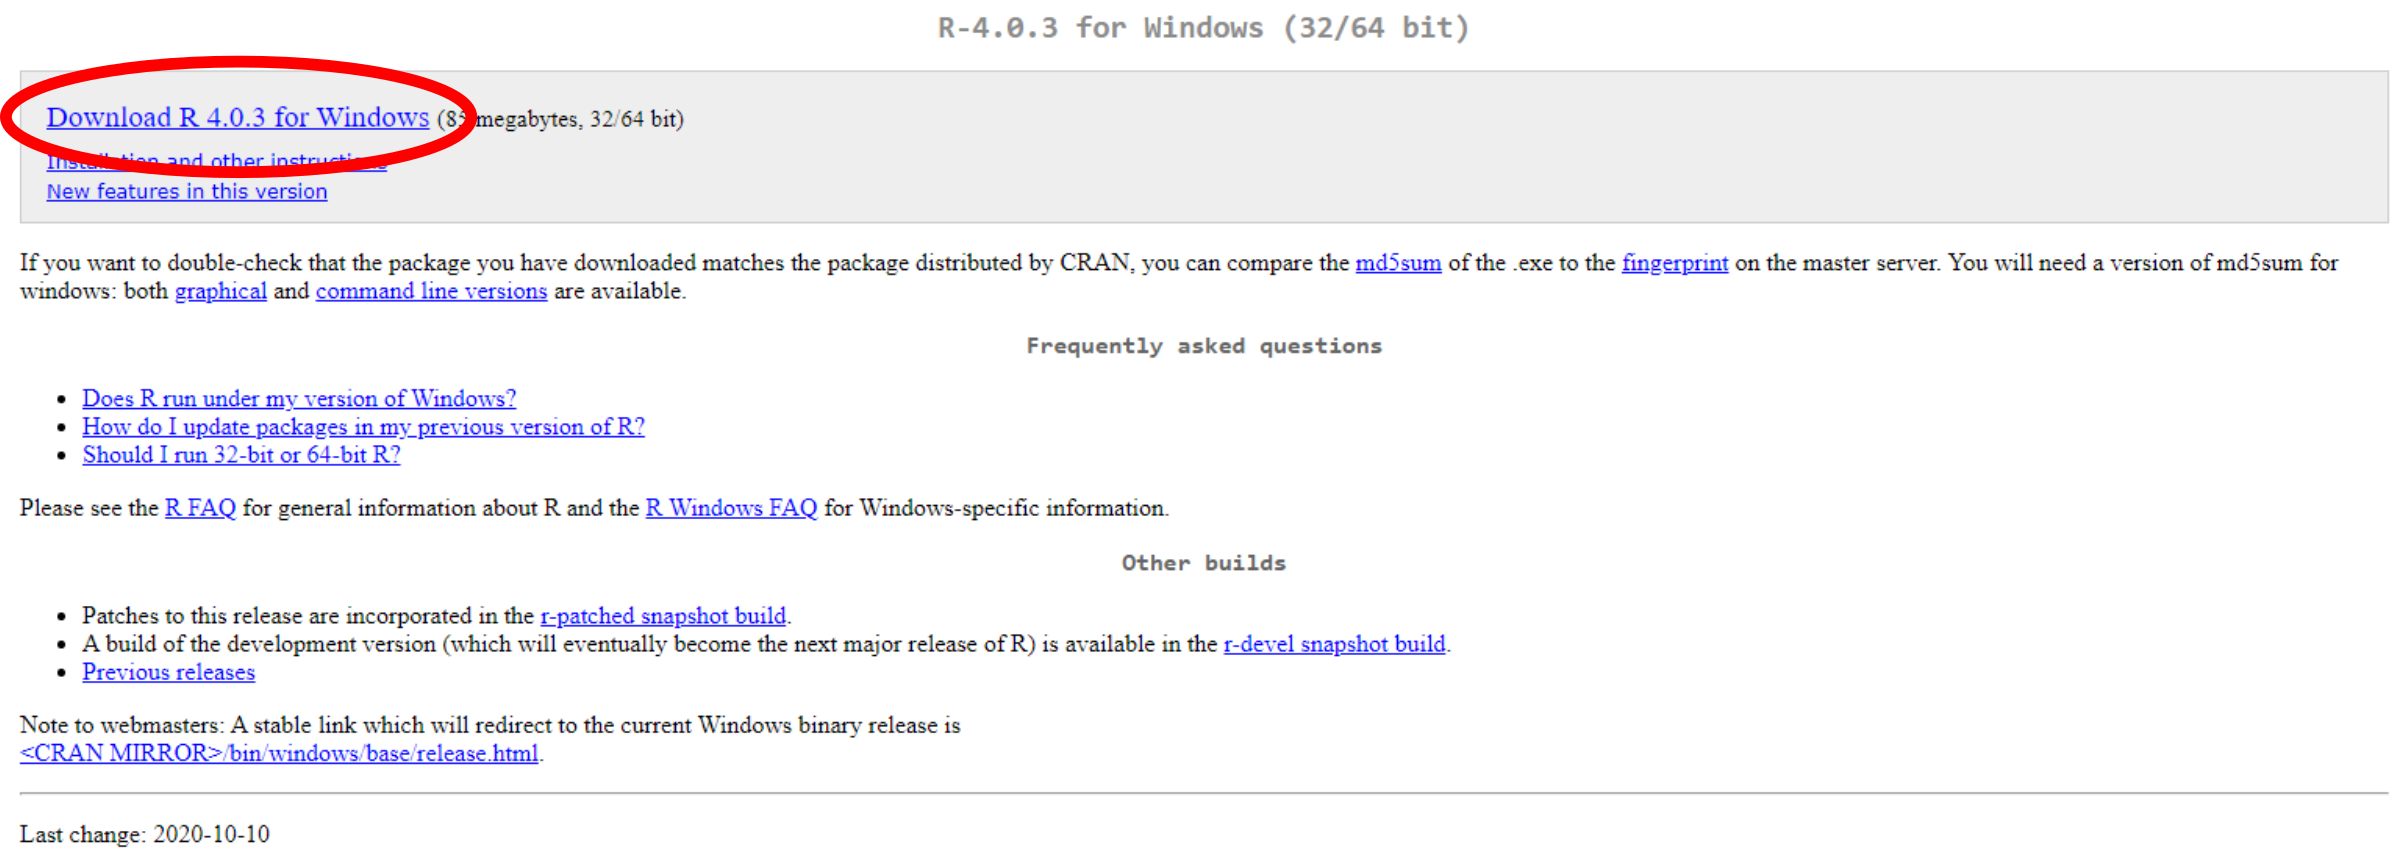 R-4.0.3 for Windows (32/64 bit)
Download R 4.0.3 for Windows (85 megabytes, 32/64 bit)
Installation and other instructions
New features in this version
If you want to double-check that the package you have downloaded matches the package distributed by CRAN, you can compare the md5sum of the .exe to the fingerprint on the master server. You will need a version of md5sum for
windows: both graphical and command line versions are available.
Frequently asked questions
• Does R run under my version of Windows?
• How do I update packages in my previous version of R?
• Should I run 32-bit or 64-bit R?
Please see the R FAQ for general information about R and the R Windows FAQ for Windows-specific information.
Other builds
• Patches to this release are incorporated in the r-patched snapshot build.
• A build of the development version (which will eventually become the next major release of R) is available in the r-devel snapshot build.
• Previous releases
Note to webmasters: A stable link which will redirect to the current Windows binary release is
<CRAN MIRROR>/bin/windows/base/release.html.
Last change: 2020-10-10